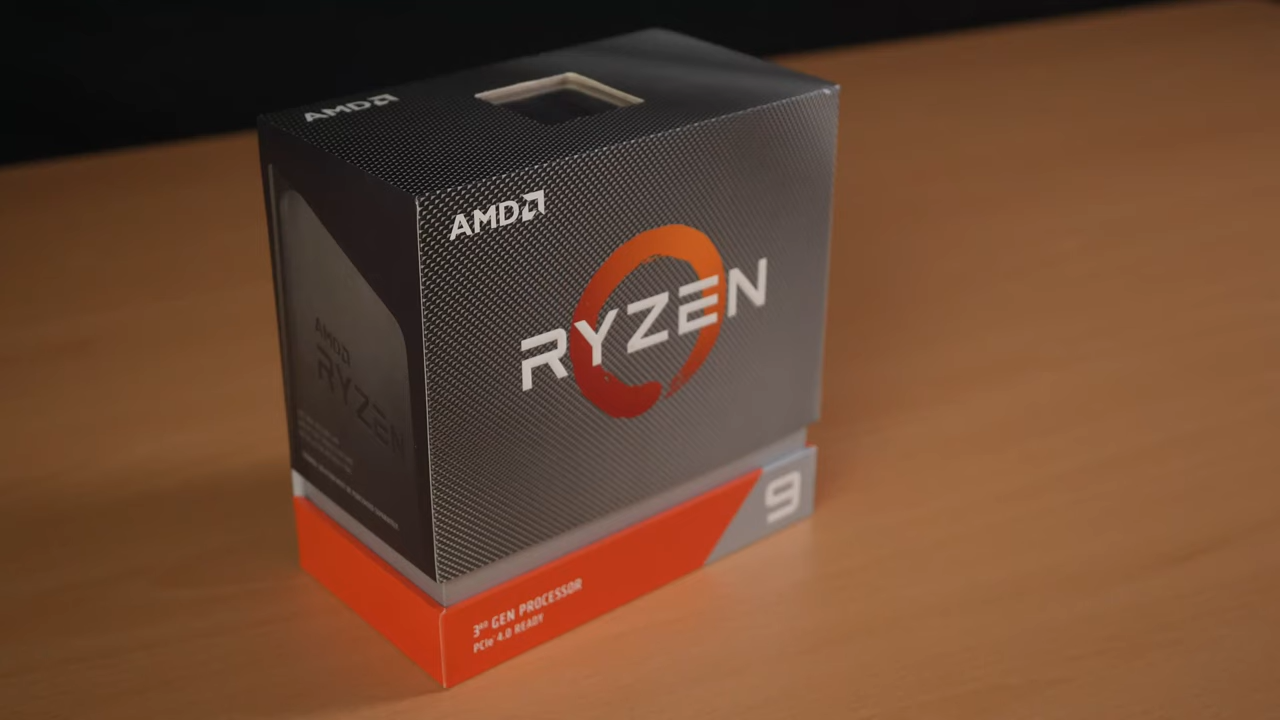 AMD
AMD
RYZEN
9
3RD GEN PROCESSOR
PCIe® 4.0 READY
AMD
RYZEN